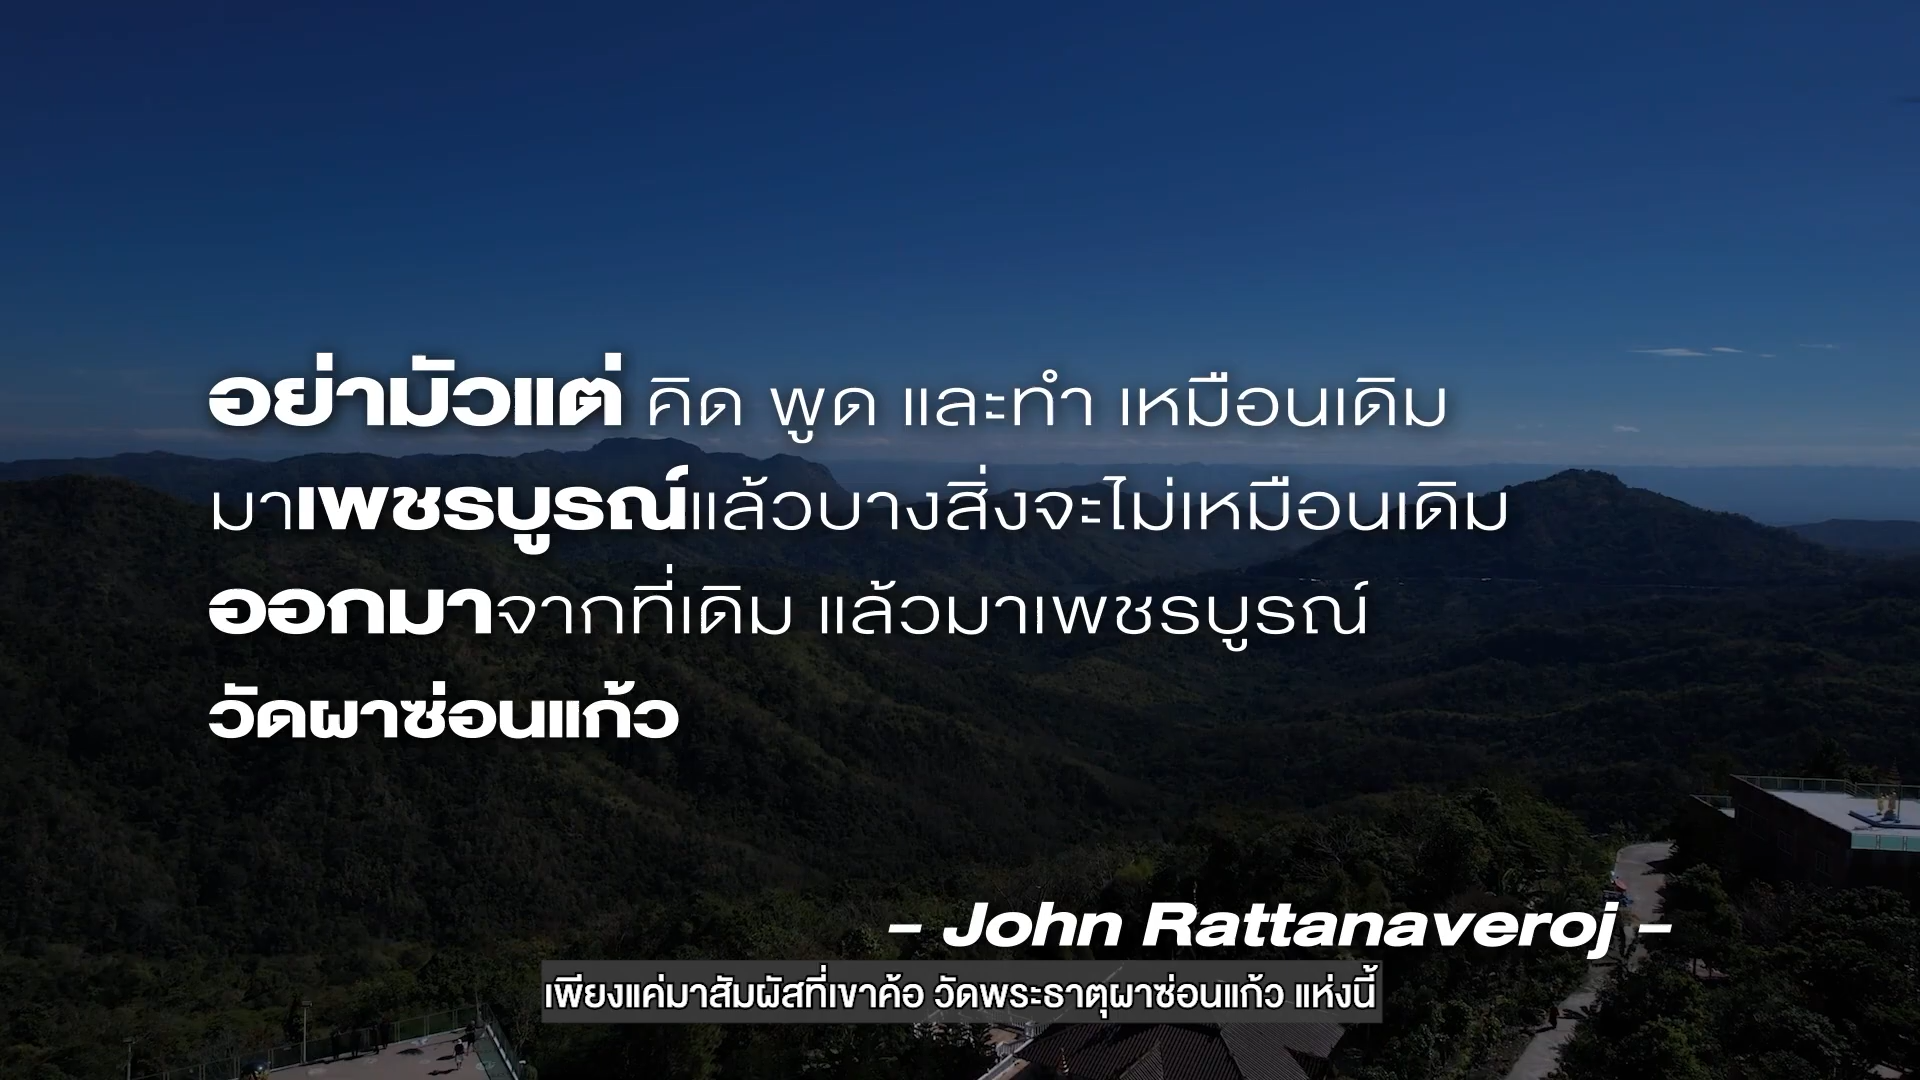 อย่ามัวแต่ คิด พูด และทำ เหมือนเดิม
มาเพชรบูรณ์แล้วบางสิ่งจะไม่เหมือนเดิม
ออกมาจากที่เดิม แล้วมาเพชรบูรณ์
วัดผาซ่อนแก้ว
– John Rattanaveroj –
เพียงแค่มาสัมผัสที่เขาค้อ วัดพระธาตุผาซ่อนแก้ว แห่งนี้